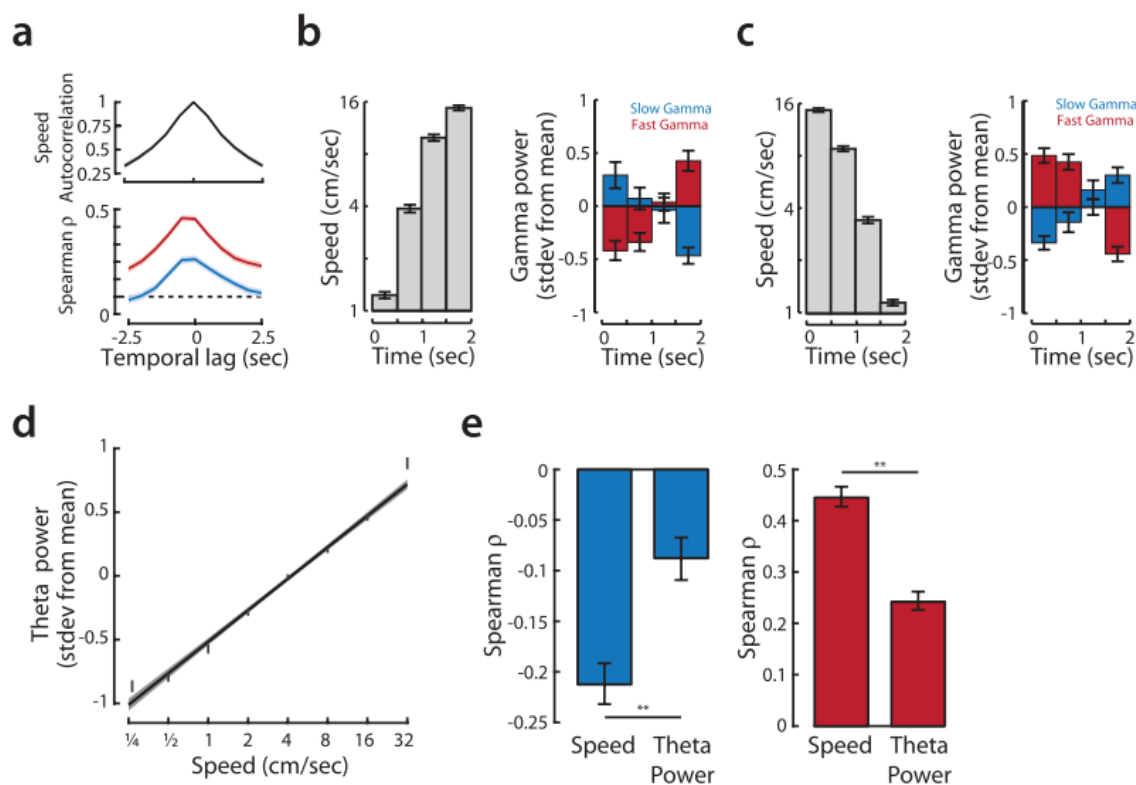 a
Speed
Autocorrelation
1
0.75
0.5
0.25
Spearman ρ
0.5
0
-2.5
0
2.5
Temporal lag (sec)
b
Speed (cm/sec)
16
4
1
0
1
2
Time (sec)
Gamma power
(stdev from mean)
Slow Gamma
Fast Gamma
1
0.5
0
-0.5
-1
0
1
2
Time (sec)
c
Speed (cm/sec)
16
4
1
0
1
2
Time (sec)
Gamma power
(stdev from mean)
Slow Gamma
Fast Gamma
1
0.5
0
-0.5
-1
0
1
2
Time (sec)
d
Theta power
(stdev from mean)
1
0.5
0
-0.5
-1
¼
½
1
2
4
8
16
32
Speed (cm/sec)
e
Spearman ρ
0
-0.05
-0.1
-0.15
-0.2
-0.25
**
Speed
Theta
Power
Spearman ρ
0.5
0.4
0.3
0.2
0.1
0
**
Speed
Theta
Power